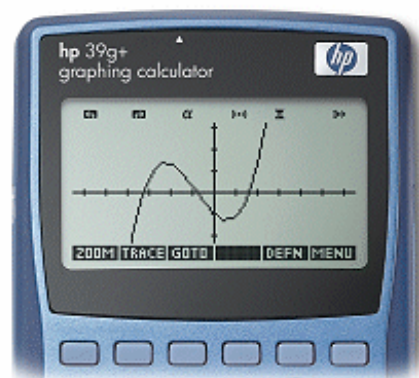 hp 39g+
graphing calculator
hp
α
ZOOM TRACE GOTO DEFN MENU